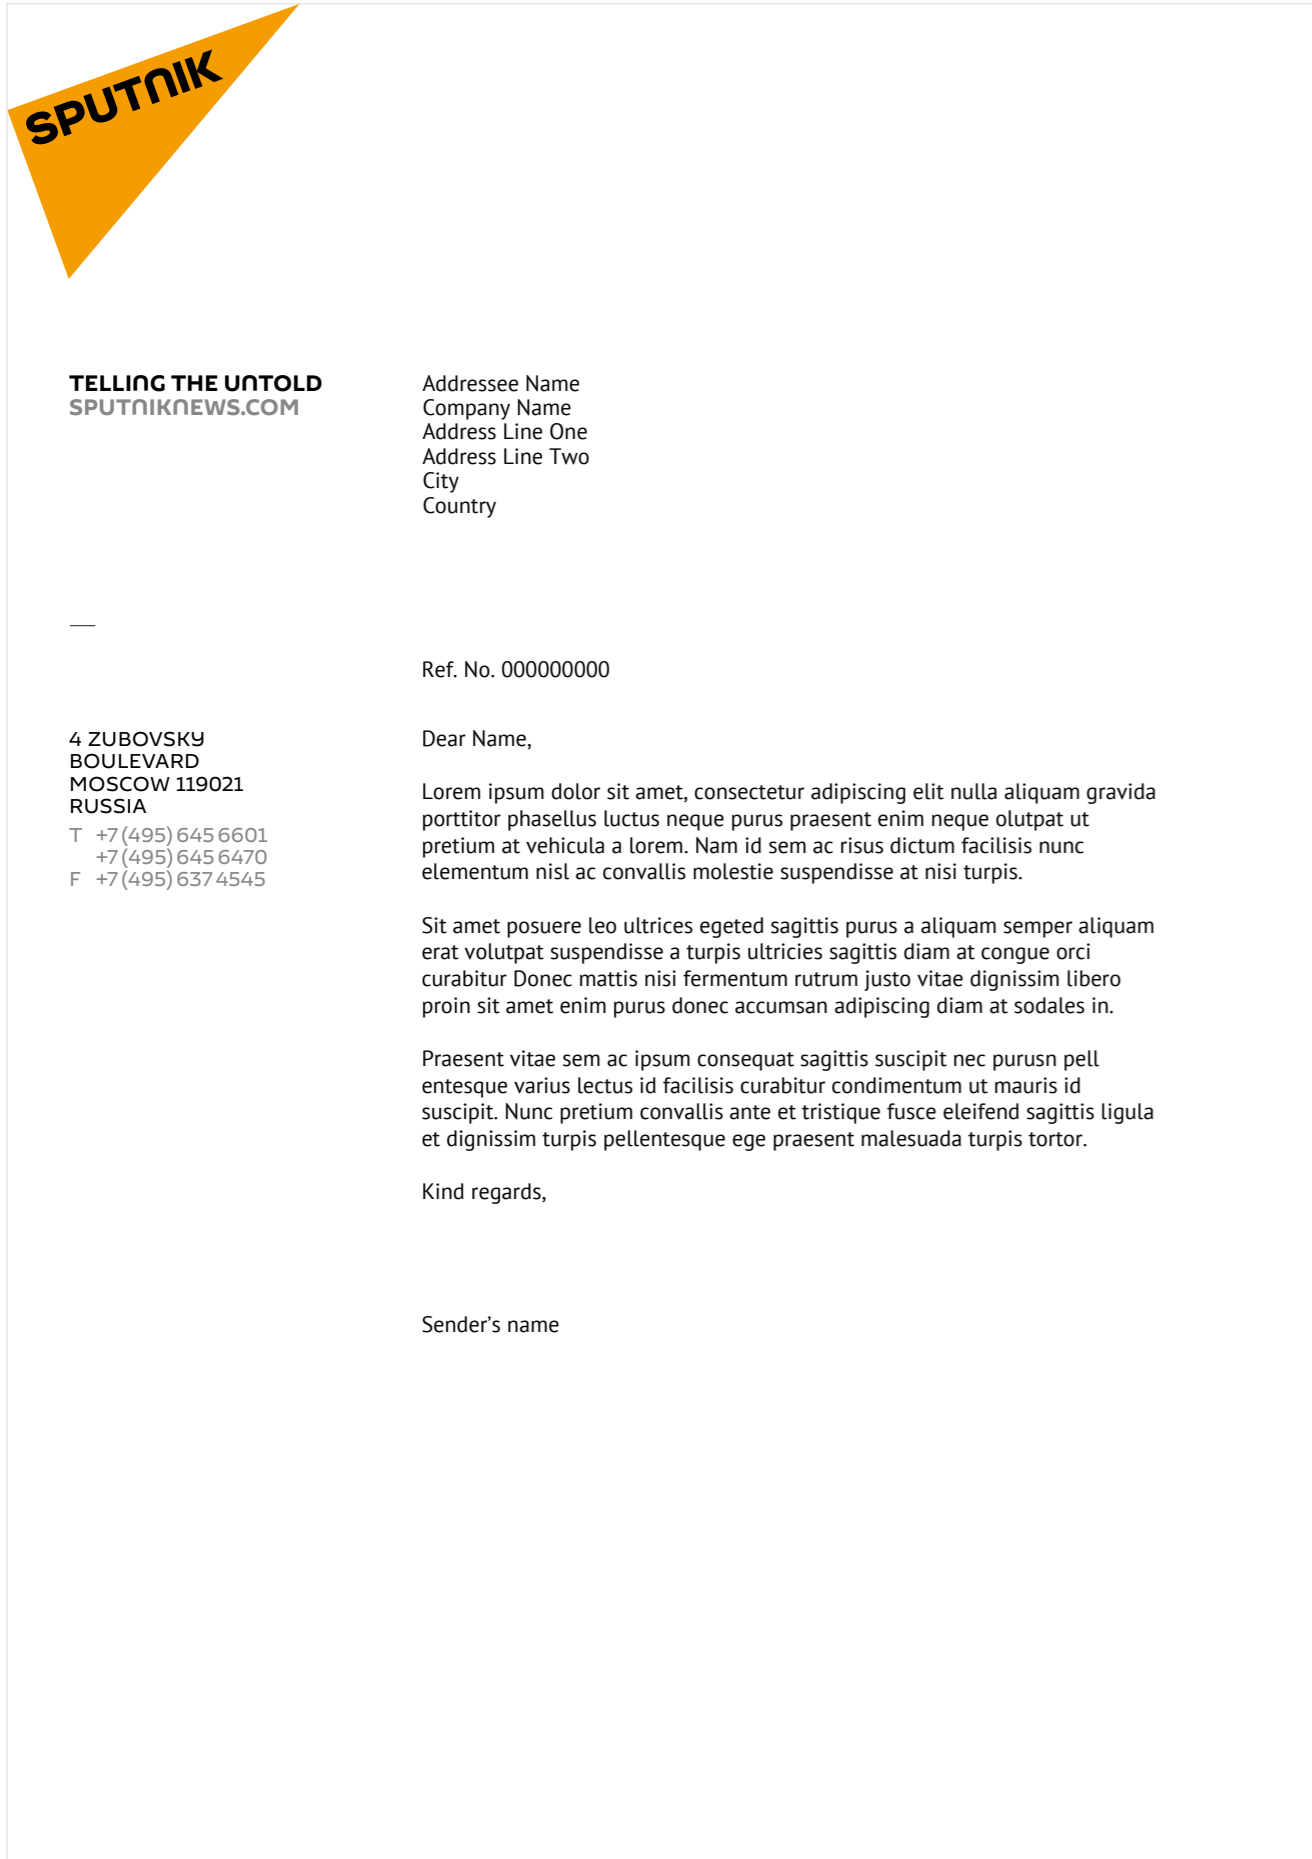 SPUTNIK
TELLING THE UNTOLD
SPUTNIKNEWS.COM
Addressee Name
Company Name
Address Line One
Address Line Two
City
Country
—
Ref. No. 000000000
4 ZUBOVSKY
BOULEVARD
MOSCOW 119021
RUSSIA
T +7 (495) 645 6601
+7 (495) 645 6470
F +7 (495) 637 4545
Dear Name,
Lorem ipsum dolor sit amet, consectetur adipiscing elit nulla aliquam gravida
porttitor phasellus luctus neque purus praesent enim neque olutpat ut
pretium at vehicula a lorem. Nam id sem ac risus dictum facilisis nunc
elementum nisl ac convallis molestie suspendisse at nisi turpis.
Sit amet posuere leo ultrices egeted sagittis purus a aliquam semper aliquam
erat volutpat suspendisse a turpis ultricies sagittis diam at congue orci
curabitur Donec mattis nisi fermentum rutrum justo vitae dignissim libero
proin sit amet enim purus donec accumsan adipiscing diam at sodales in.
Praesent vitae sem ac ipsum consequat sagittis suscipit nec purusn pell
entesque varius lectus id facilisis curabitur condimentum ut mauris id
suscipit. Nunc pretium convallis ante et tristique fusce eleifend sagittis ligula
et dignissim turpis pellentesque ege praesent malesuada turpis tortor.
Kind regards,
Sender’s name